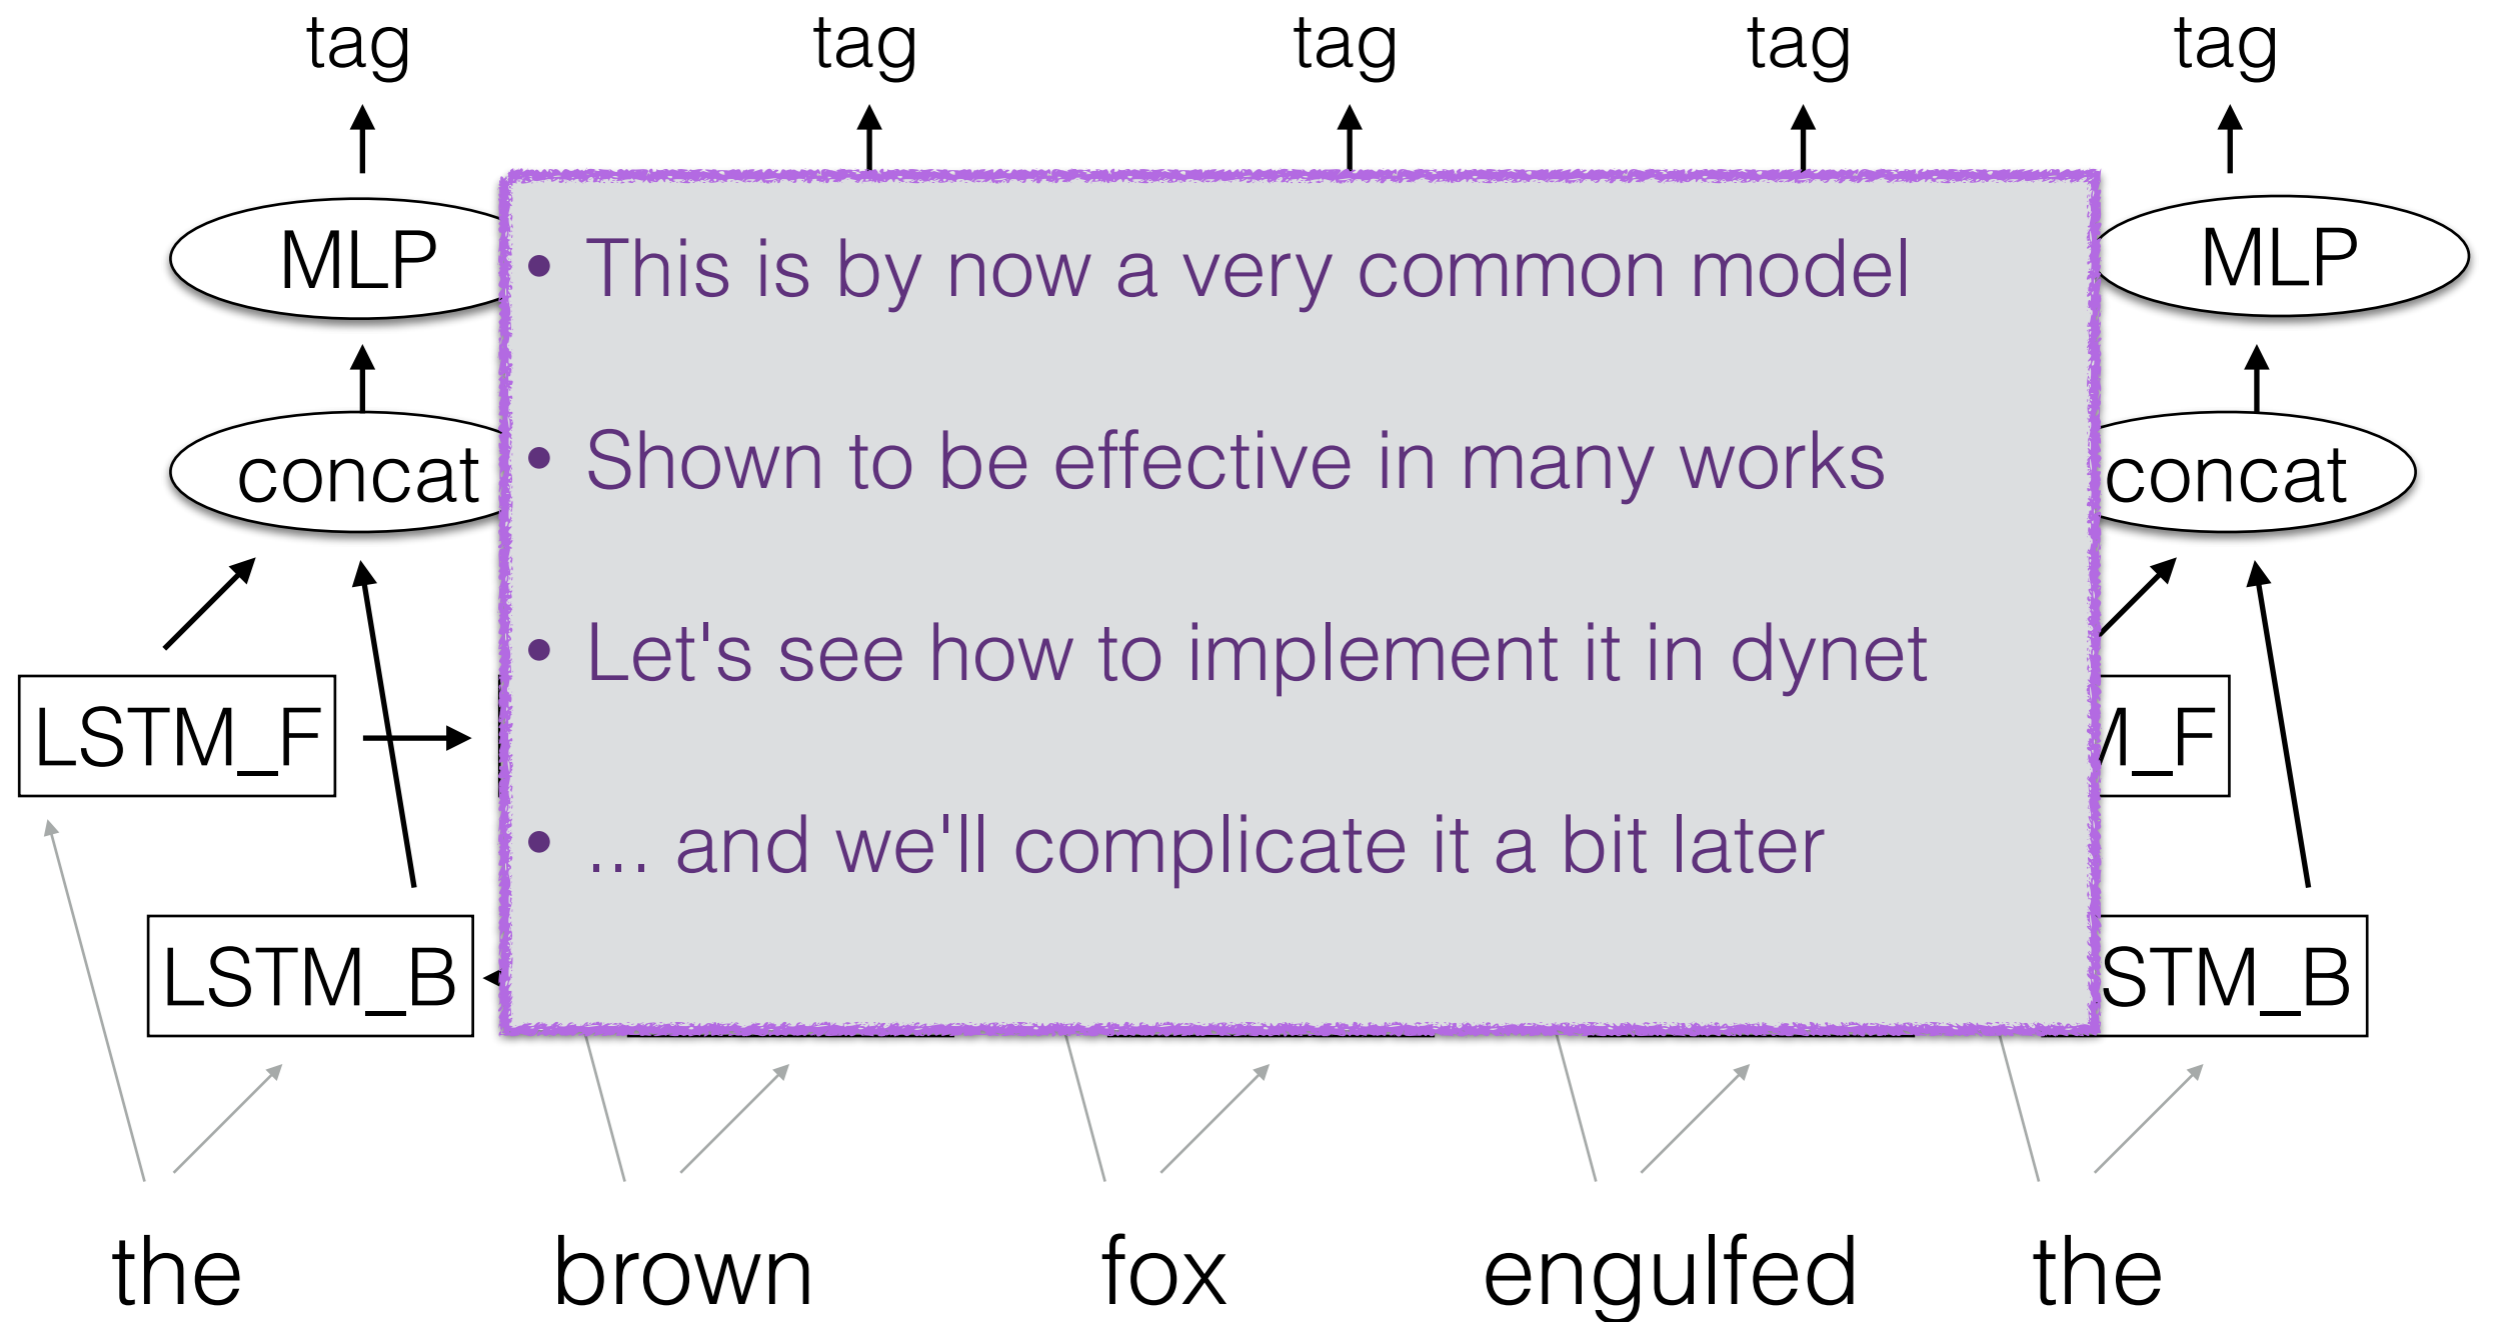 tag tag tag tag tag
MLP MLP
• This is by now a very common model
concat concat
• Shown to be effective in many works
• Let's see how to implement it in dynet
LSTM_F M_F
• ... and we'll complicate it a bit later
LSTM_B STM_B
the brown fox engulfed the